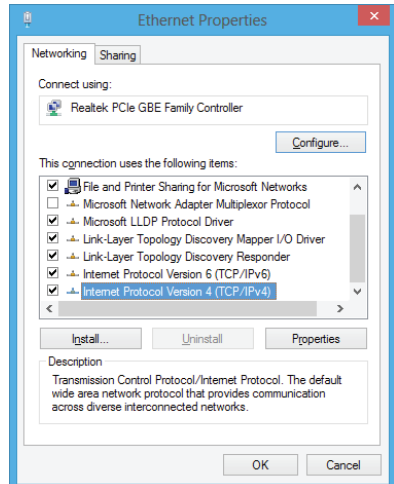 Ethernet Properties
Networking
Sharing
Connect using:
Realtek PCIe GBE Family Controller
Configure...
This connection uses the following items:
File and Printer Sharing for Microsoft Networks
Microsoft Network Adapter Multiplexor Protocol
Microsoft LLDP Protocol Driver
Link-Layer Topology Discovery Mapper I/O Driver
Link-Layer Topology Discovery Responder
Internet Protocol Version 6 (TCP/IPv6)
Internet Protocol Version 4 (TCP/IPv4)
Install...
Uninstall
Properties
Description
Transmission Control Protocol/Internet Protocol. The default
wide area network protocol that provides communication
across diverse interconnected networks.
OK
Cancel